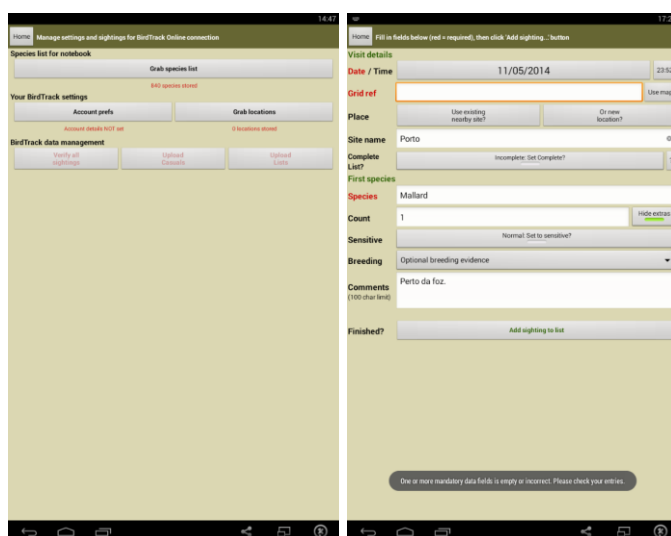 14:47
Home Manage settings and sightings for BirdTrack Online connection
Species list for notebook
Grab species list
840 species stored
Your BirdTrack settings
Account prefs Grab locations
Account details NOT set 0 locations stored
BirdTrack data management
Verify all sightings Upload Casuals Upload Lists
17:2
Home Fill in fields below (red = required), then click 'Add sighting...' button
Visit details
Date / Time 11/05/2014 23:52
Grid ref Use map
Place Use existing nearby site? Or new location?
Site name Porto
Complete List? Incomplete: Set Complete?
First species
Species Mallard
Count 1 Hide extras
Sensitive Normal: Set to sensitive?
Breeding Optional breeding evidence
Comments (100 char limit) Perto da foz.
Finished? Add sighting to list
One or more mandatory data fields is empty or incorrect. Please check your entries.